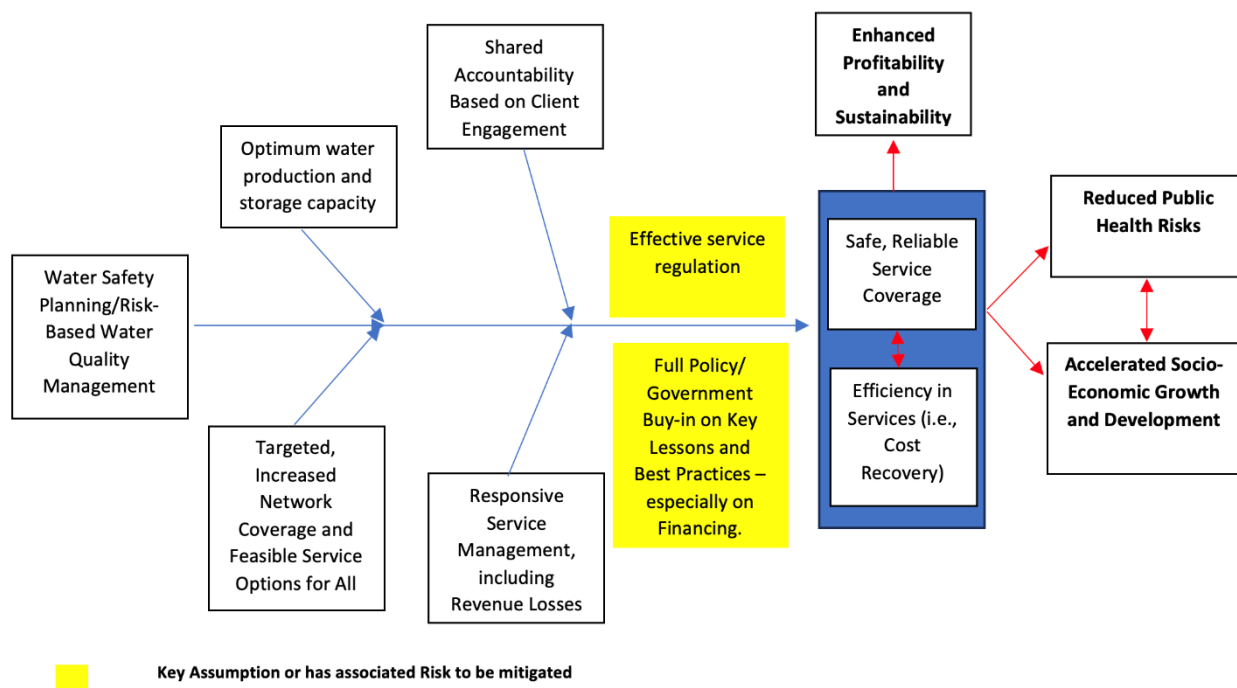 Shared
Accountability
Based on Client
Engagement
Enhanced
Profitability
and
Sustainability
Optimum water
production and
storage capacity
Water Safety
Planning/Risk-
Based Water
Quality
Management
Effective service
regulation
Safe, Reliable
Service
Coverage
Reduced Public
Health Risks
Targeted,
Increased
Network
Coverage and
Feasible Service
Options for All
Responsive
Service
Management,
including
Revenue Losses
Full Policy/
Government
Buy-in on Key
Lessons and
Best Practices –
especially on
Financing.
Efficiency in
Services (i.e.,
Cost
Recovery)
Accelerated Socio-
Economic Growth
and Development
Key Assumption or has associated Risk to be mitigated